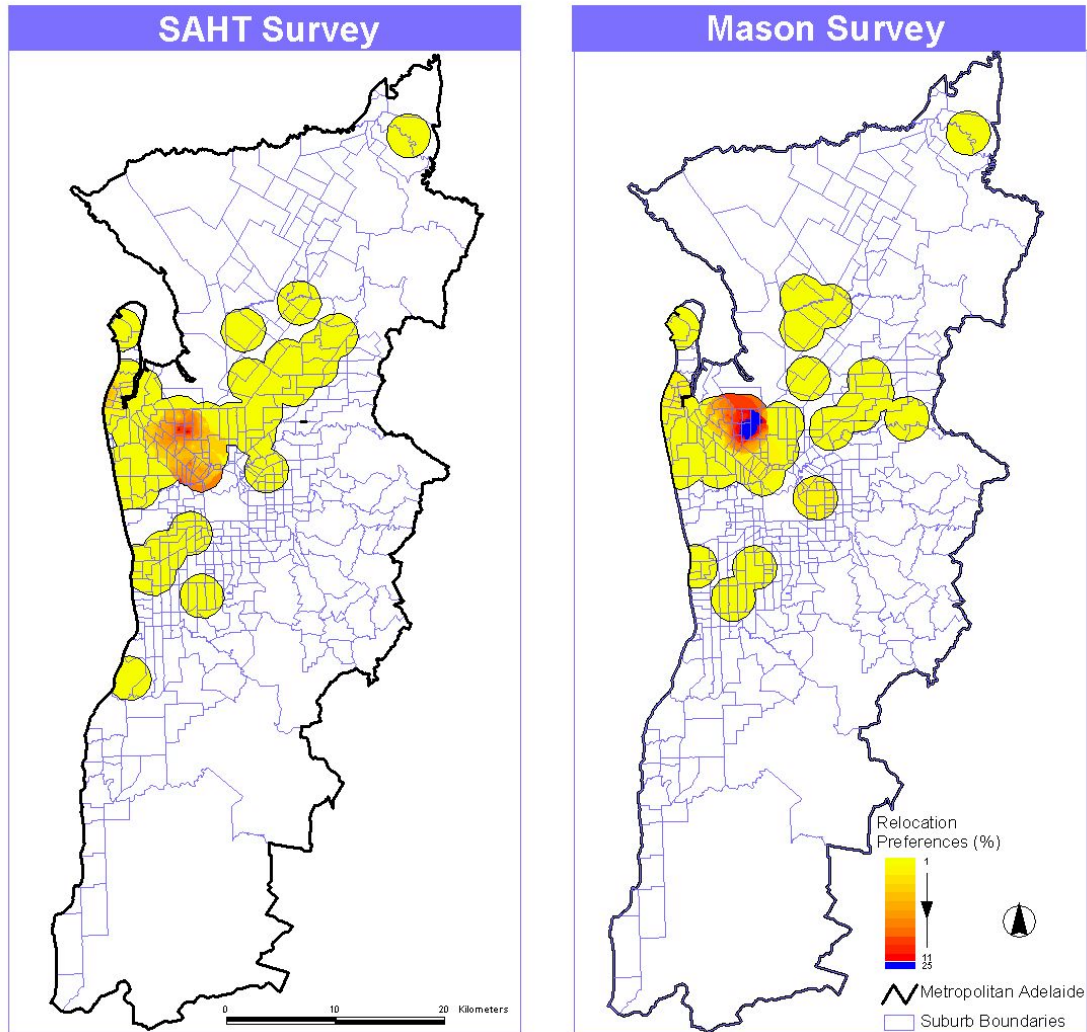 SAHT Survey
Mason Survey
Relocation
Preferences (%)
1
11
25
Metropolitan Adelaide
Suburb Boundaries
0 10 20 Kilometers